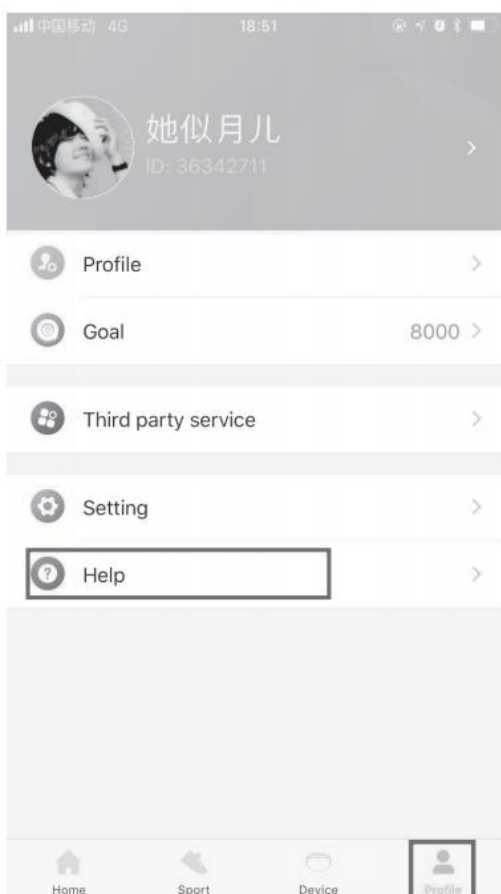 中国移动 4G 18:51
她似月儿
ID: 36342711
Profile
Goal 8000
Third party service
Setting
Help
Home Sport Device Profile